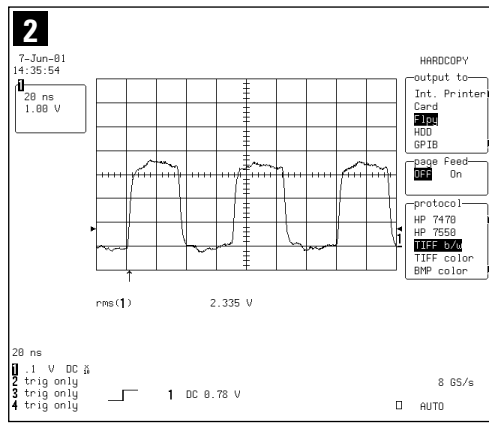 2
7-Jun-01
14:35:54
HARDCOPY
1
20 ns
1.00 V
output to
Int. Printer
Card
Flpy
HDD
GPIB
page feed
OFF On
protocol
HP 7470
HP 7550
TIFF b/w
TIFF color
BMP color
1
rms(1) 2.335 V
20 ns
1 .1 V DC
2 trig only
3 trig only
4 trig only
1 DC 0.78 V
8 GS/s
AUTO